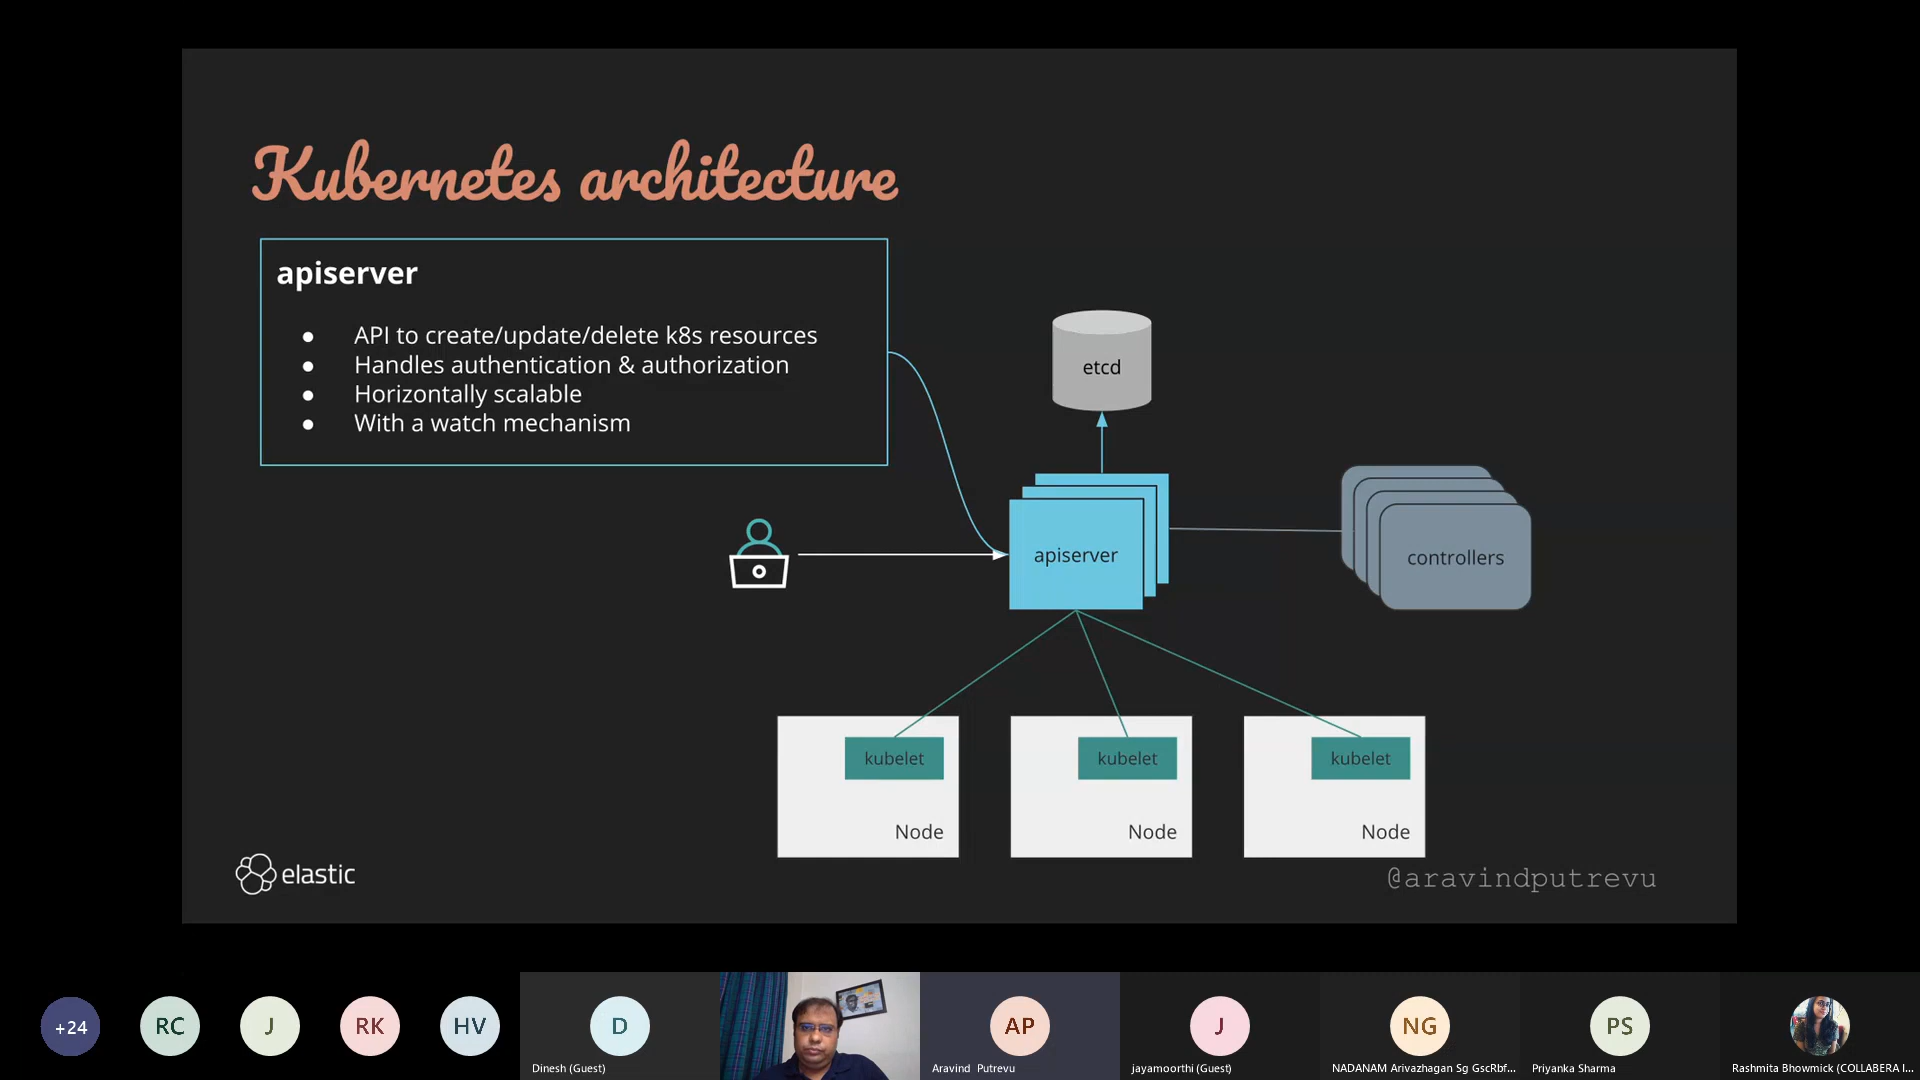 Kubernetes architecture
apiserver
● API to create/update/delete k8s resources
● Handles authentication & authorization
● Horizontally scalable
● With a watch mechanism
etcd
apiserver
controllers
kubelet
kubelet
kubelet
Node
Node
Node
elastic
@aravindputrevu
+24
RC
J
RK
HV
D
AP
J
NG
PS
Dinesh (Guest)
Aravind Putrevu
jayamoorthi (Guest)
NADANAM Arivazhagan Sg GscRbf...
Priyanka Sharma
Rashmita Bhowmick (COLLABERA I...